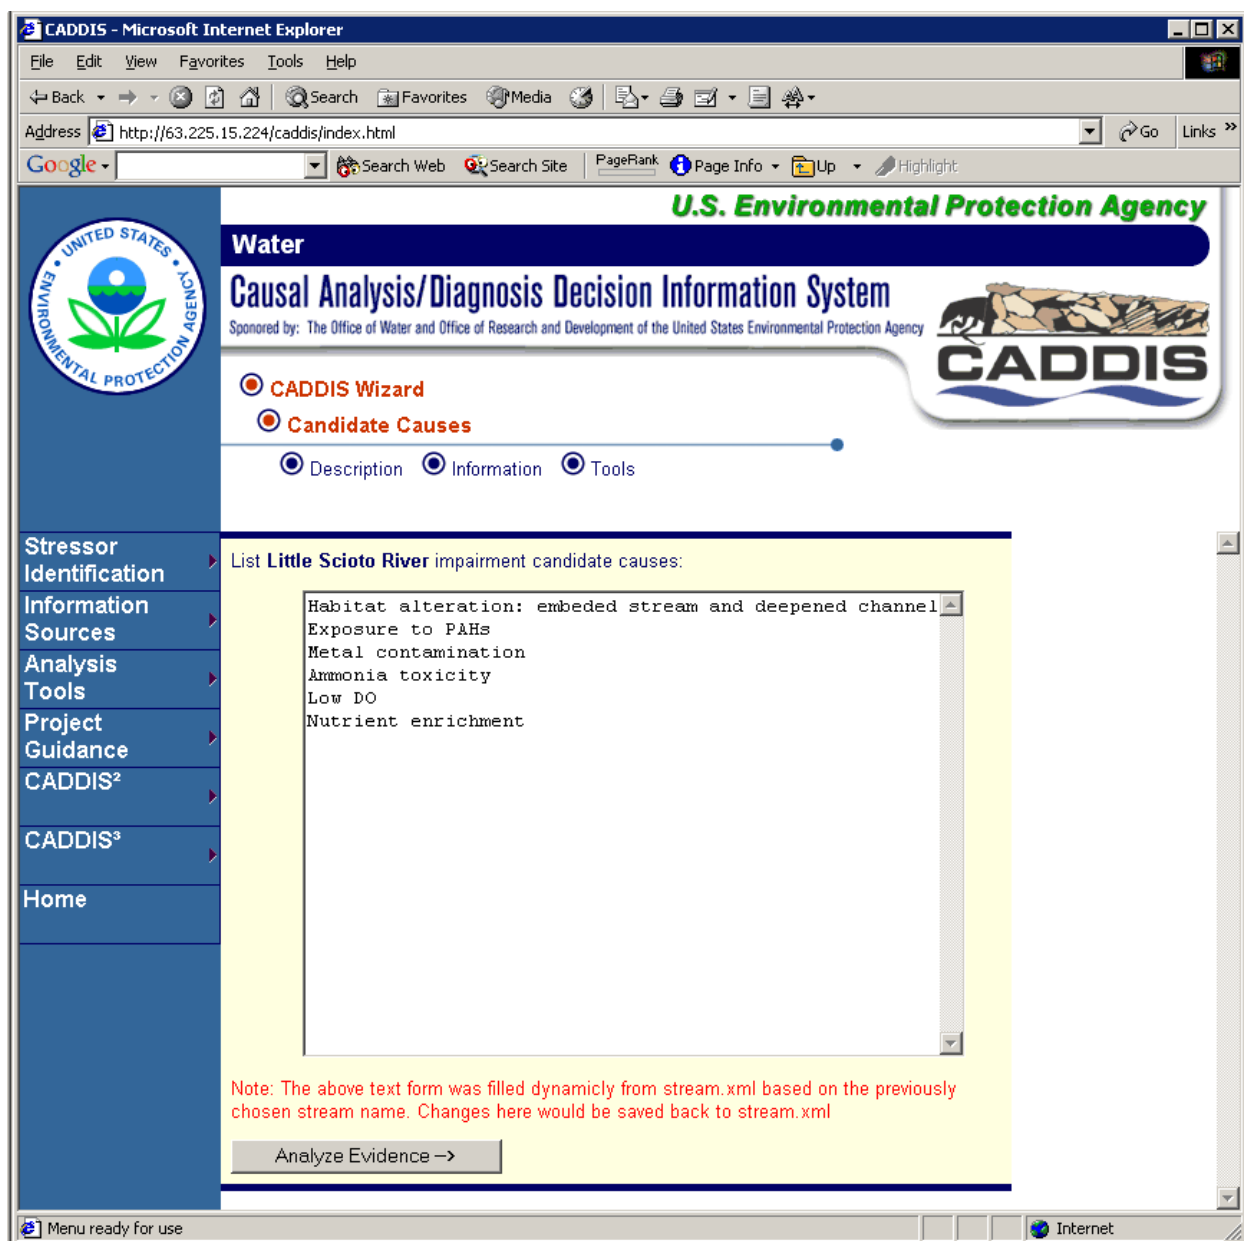 CADDIS - Microsoft Internet Explorer
File Edit View Favorites Tools Help
Back Search Favorites Media
Address http://63.225.15.224/caddis/index.html Go Links »
Google Search Web Search Site PageRank Page Info Up Highlight
U.S. Environmental Protection Agency
UNITED STATES • ENVIRONMENTAL PROTECTION AGENCY •
Water
Causal Analysis/Diagnosis Decision Information System
Sponored by: The Office of Water and Office of Research and Development of the United States Environmental Protection Agency
CADDIS
CADDIS Wizard
Candidate Causes
Description Information Tools
Stressor
Identification
Information
Sources
Analysis
Tools
Project
Guidance
CADDIS²
CADDIS³
Home
List Little Scioto River impairment candidate causes:
Habitat alteration: embeded stream and deepened channel
Exposure to PAHs
Metal contamination
Ammonia toxicity
Low DO
Nutrient enrichment
Note: The above text form was filled dynamicly from stream.xml based on the previously
chosen stream name. Changes here would be saved back to stream.xml
Analyze Evidence -->
Menu ready for use Internet